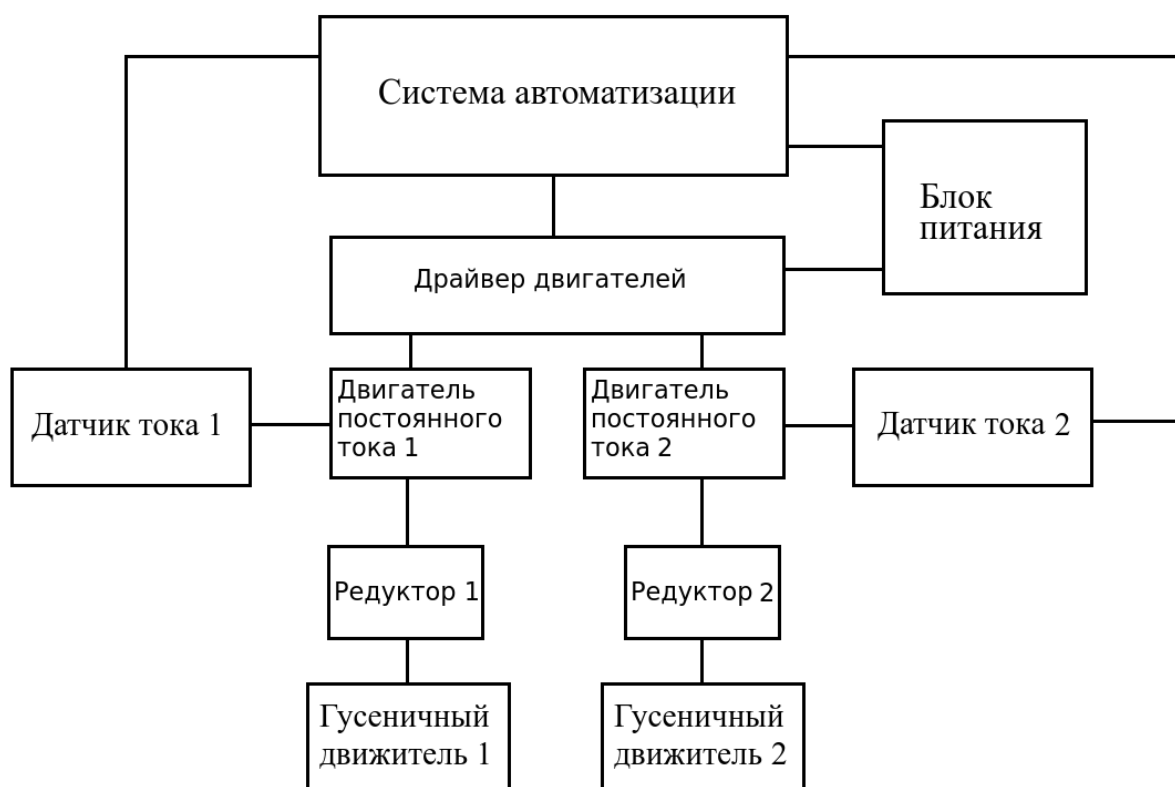 Система автоматизации
Блок
питания
Драйвер двигателей
Датчик тока 1
Двигатель
постоянного
тока 1
Двигатель
постоянного
тока 2
Датчик тока 2
Редуктор 1
Редуктор 2
Гусеничный
движитель 1
Гусеничный
движитель 2